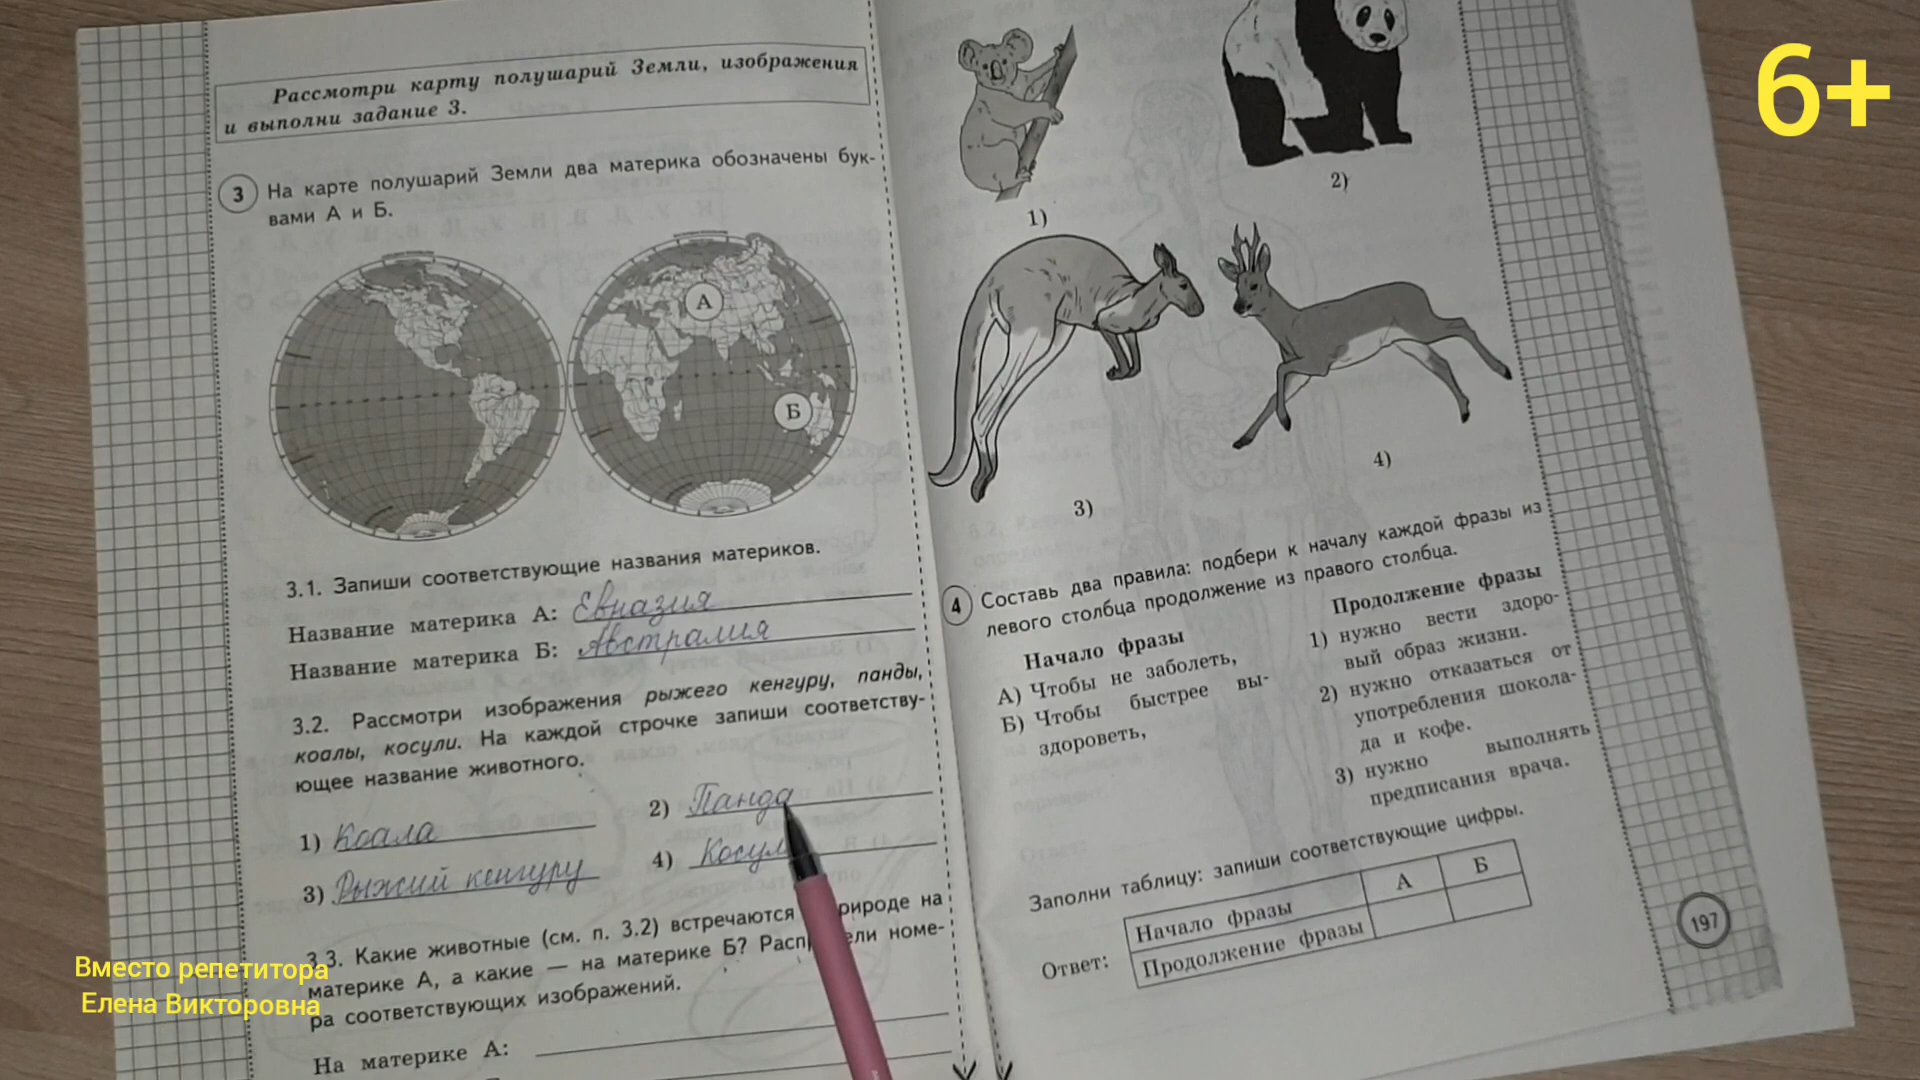 6+
Рассмотри карту полушарий Земли, изображения
и выполни задание 3.
3 На карте полушарий Земли два материка обозначены бук-
вами А и Б.
А
Б
3.1. Запиши соответствующие названия материков.
Название материка А: Евразия
Название материка Б: Австралия
3.2. Рассмотри изображения рыжего кенгуру, панды,
коалы, косули. На каждой строчке запиши соответству-
ющее название животного.
1) Коала 2) Панда
3) Рыжий кенгуру 4)
3.3. Какие животные (см. п. 3.2) встречаются на
материке А, а какие — на материке Б? номе-
ра соответствующих изображений.
На материке А:
Вместо репетитора
Елена Викторовна
1)
2)
3)
4)
4 Составь два правила: подбери к началу каждой фразы из
левого столбца продолжение из правого столбца.
Начало фразы
А) Чтобы не заболеть,
Б) Чтобы быстрее вы-
здороветь,
Продолжение фразы
1) нужно вести здоро-
вый образ жизни.
2) нужно отказаться от
употребления шокола-
да и кофе.
3) нужно выполнять
предписания врача.
Заполни таблицу: запиши соответствующие цифры.
Ответ:
Начало фразы А Б
Продолжение фразы
197